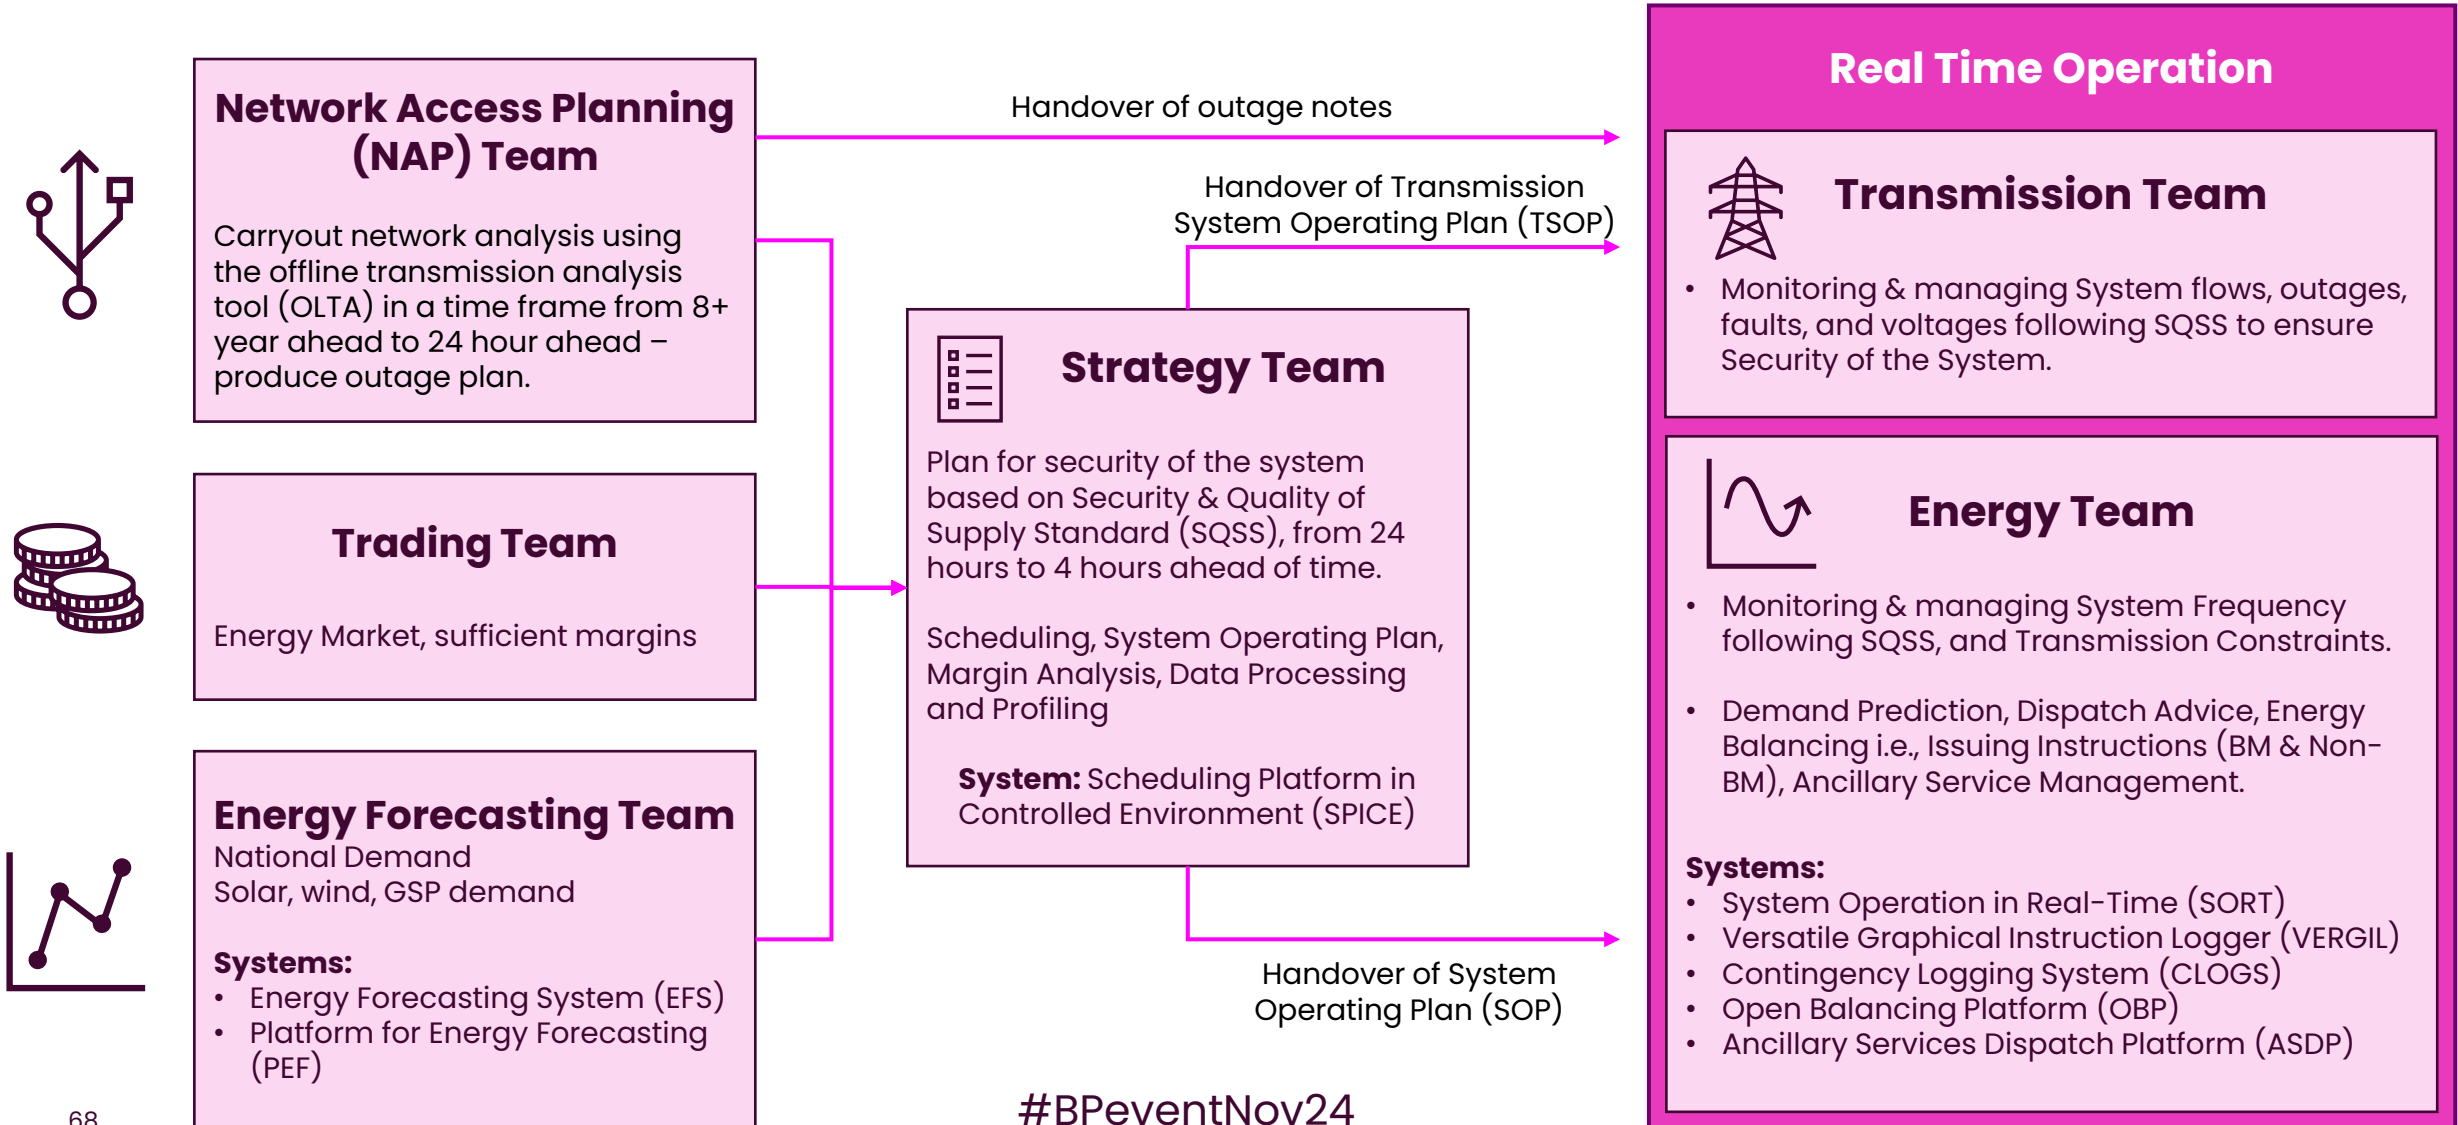 Network Access Planning
(NAP) Team
Carryout network analysis using
the offline transmission analysis
tool (OLTA) in a time frame from 8+
year ahead to 24 hour ahead –
produce outage plan.
Trading Team
Energy Market, sufficient margins
Energy Forecasting Team
National Demand
Solar, wind, GSP demand
Systems:
• Energy Forecasting System (EFS)
• Platform for Energy Forecasting
(PEF)
68
Handover of outage notes
Handover of Transmission
System Operating Plan (TSOP)
Strategy Team
Plan for security of the system
based on Security & Quality of
Supply Standard (SQSS), from 24
hours to 4 hours ahead of time.
Scheduling, System Operating Plan,
Margin Analysis, Data Processing
and Profiling
System: Scheduling Platform in
Controlled Environment (SPICE)
Handover of System
Operating Plan (SOP)
#BPeventNov24
Real Time Operation
Transmission Team
• Monitoring & managing System flows, outages,
faults, and voltages following SQSS to ensure
Security of the System.
Energy Team
• Monitoring & managing System Frequency
following SQSS, and Transmission Constraints.
• Demand Prediction, Dispatch Advice, Energy
Balancing i.e., Issuing Instructions (BM & Non-
BM), Ancillary Service Management.
Systems:
• System Operation in Real-Time (SORT)
• Versatile Graphical Instruction Logger (VERGIL)
• Contingency Logging System (CLOGS)
• Open Balancing Platform (OBP)
• Ancillary Services Dispatch Platform (ASDP)